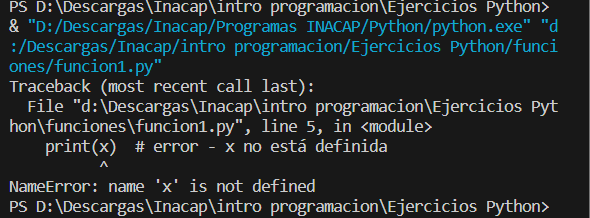 PS D:\Descargas\Inacap\intro programacion\Ejercicios Python>
& "D:/Descargas/Inacap/Programas INACAP/Python/python.exe" "d
:/Descargas/Inacap/intro programacion/Ejercicios Python/funci
ones/funcion1.py"
Traceback (most recent call last):
  File "d:\Descargas\Inacap\intro programacion\Ejercicios Pyt
hon\funciones\funcion1.py", line 5, in <module>
    print(x)  # error - x no está definida
          ^
NameError: name 'x' is not defined
PS D:\Descargas\Inacap\intro programacion\Ejercicios Python>